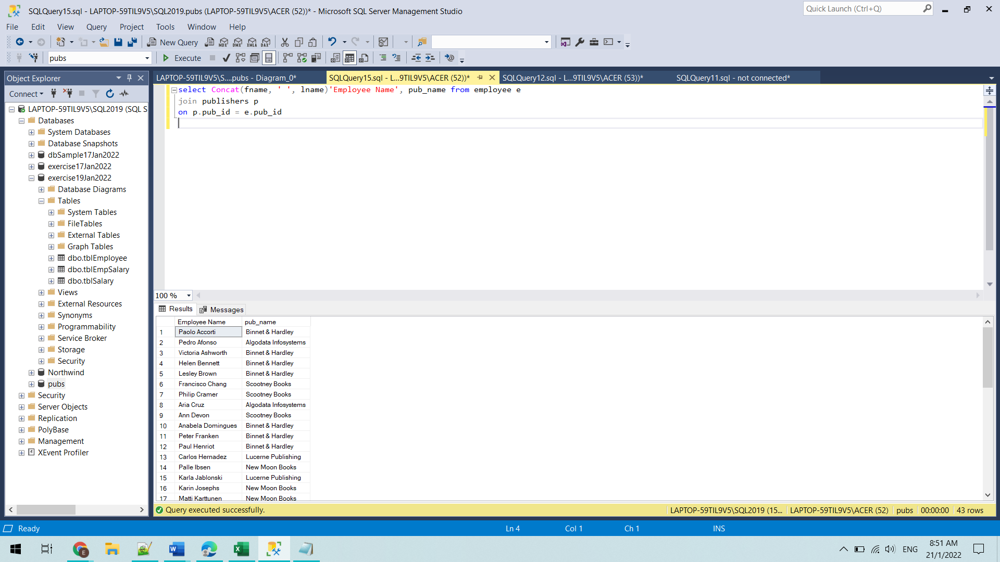 SQLQuery15.sql - LAPTOP-59TIL9V5\SQL2019.pubs (LAPTOP-59TIL9V5\ACER (52))* - Microsoft SQL Server Management Studio
Quick Launch (Ctrl+Q)
File Edit View Query Project Tools Window Help
New Query MDX DMX XMLA DAX
pubs Execute
Object Explorer
LAPTOP-59TIL9V5\S....pubs - Diagram_0* SQLQuery15.sql - L...9TIL9V5\ACER (52))* SQLQuery12.sql - L...9TIL9V5\ACER (53))* SQLQuery11.sql - not connected*
Connect
LAPTOP-59TIL9V5\SQL2019 (SQL S
Databases
System Databases
Database Snapshots
dbSample17Jan2022
exercise17Jan2022
exercise19Jan2022
Database Diagrams
Tables
System Tables
FileTables
External Tables
Graph Tables
dbo.tblEmployee
dbo.tblEmpSalary
dbo.tblSalary
Views
External Resources
Synonyms
Programmability
Service Broker
Storage
Security
Northwind
pubs
Security
Server Objects
Replication
PolyBase
Management
XEvent Profiler
select Concat(fname, ' ', lname)'Employee Name', pub_name from employee e
join publishers p
on p.pub_id = e.pub_id
100 %
Results Messages
Employee Name pub_name
1 Paolo Accorti Binnet & Hardley
2 Pedro Afonso Algodata Infosystems
3 Victoria Ashworth Binnet & Hardley
4 Helen Bennett Binnet & Hardley
5 Lesley Brown Binnet & Hardley
6 Francisco Chang Scootney Books
7 Philip Cramer Scootney Books
8 Aria Cruz Algodata Infosystems
9 Ann Devon Scootney Books
10 Anabela Domingues Binnet & Hardley
11 Peter Franken Binnet & Hardley
12 Paul Henriot Binnet & Hardley
13 Carlos Hernadez Lucerne Publishing
14 Palle Ibsen New Moon Books
15 Karla Jablonski Lucerne Publishing
16 Karin Josephs New Moon Books
17 Matti Karttunen New Moon Books
Query executed successfully. LAPTOP-59TIL9V5\SQL2019 (15... LAPTOP-59TIL9V5\ACER (52) pubs 00:00:00 43 rows
Ready Ln 4 Col 1 Ch 1 INS
ENG
8:51 AM
21/1/2022